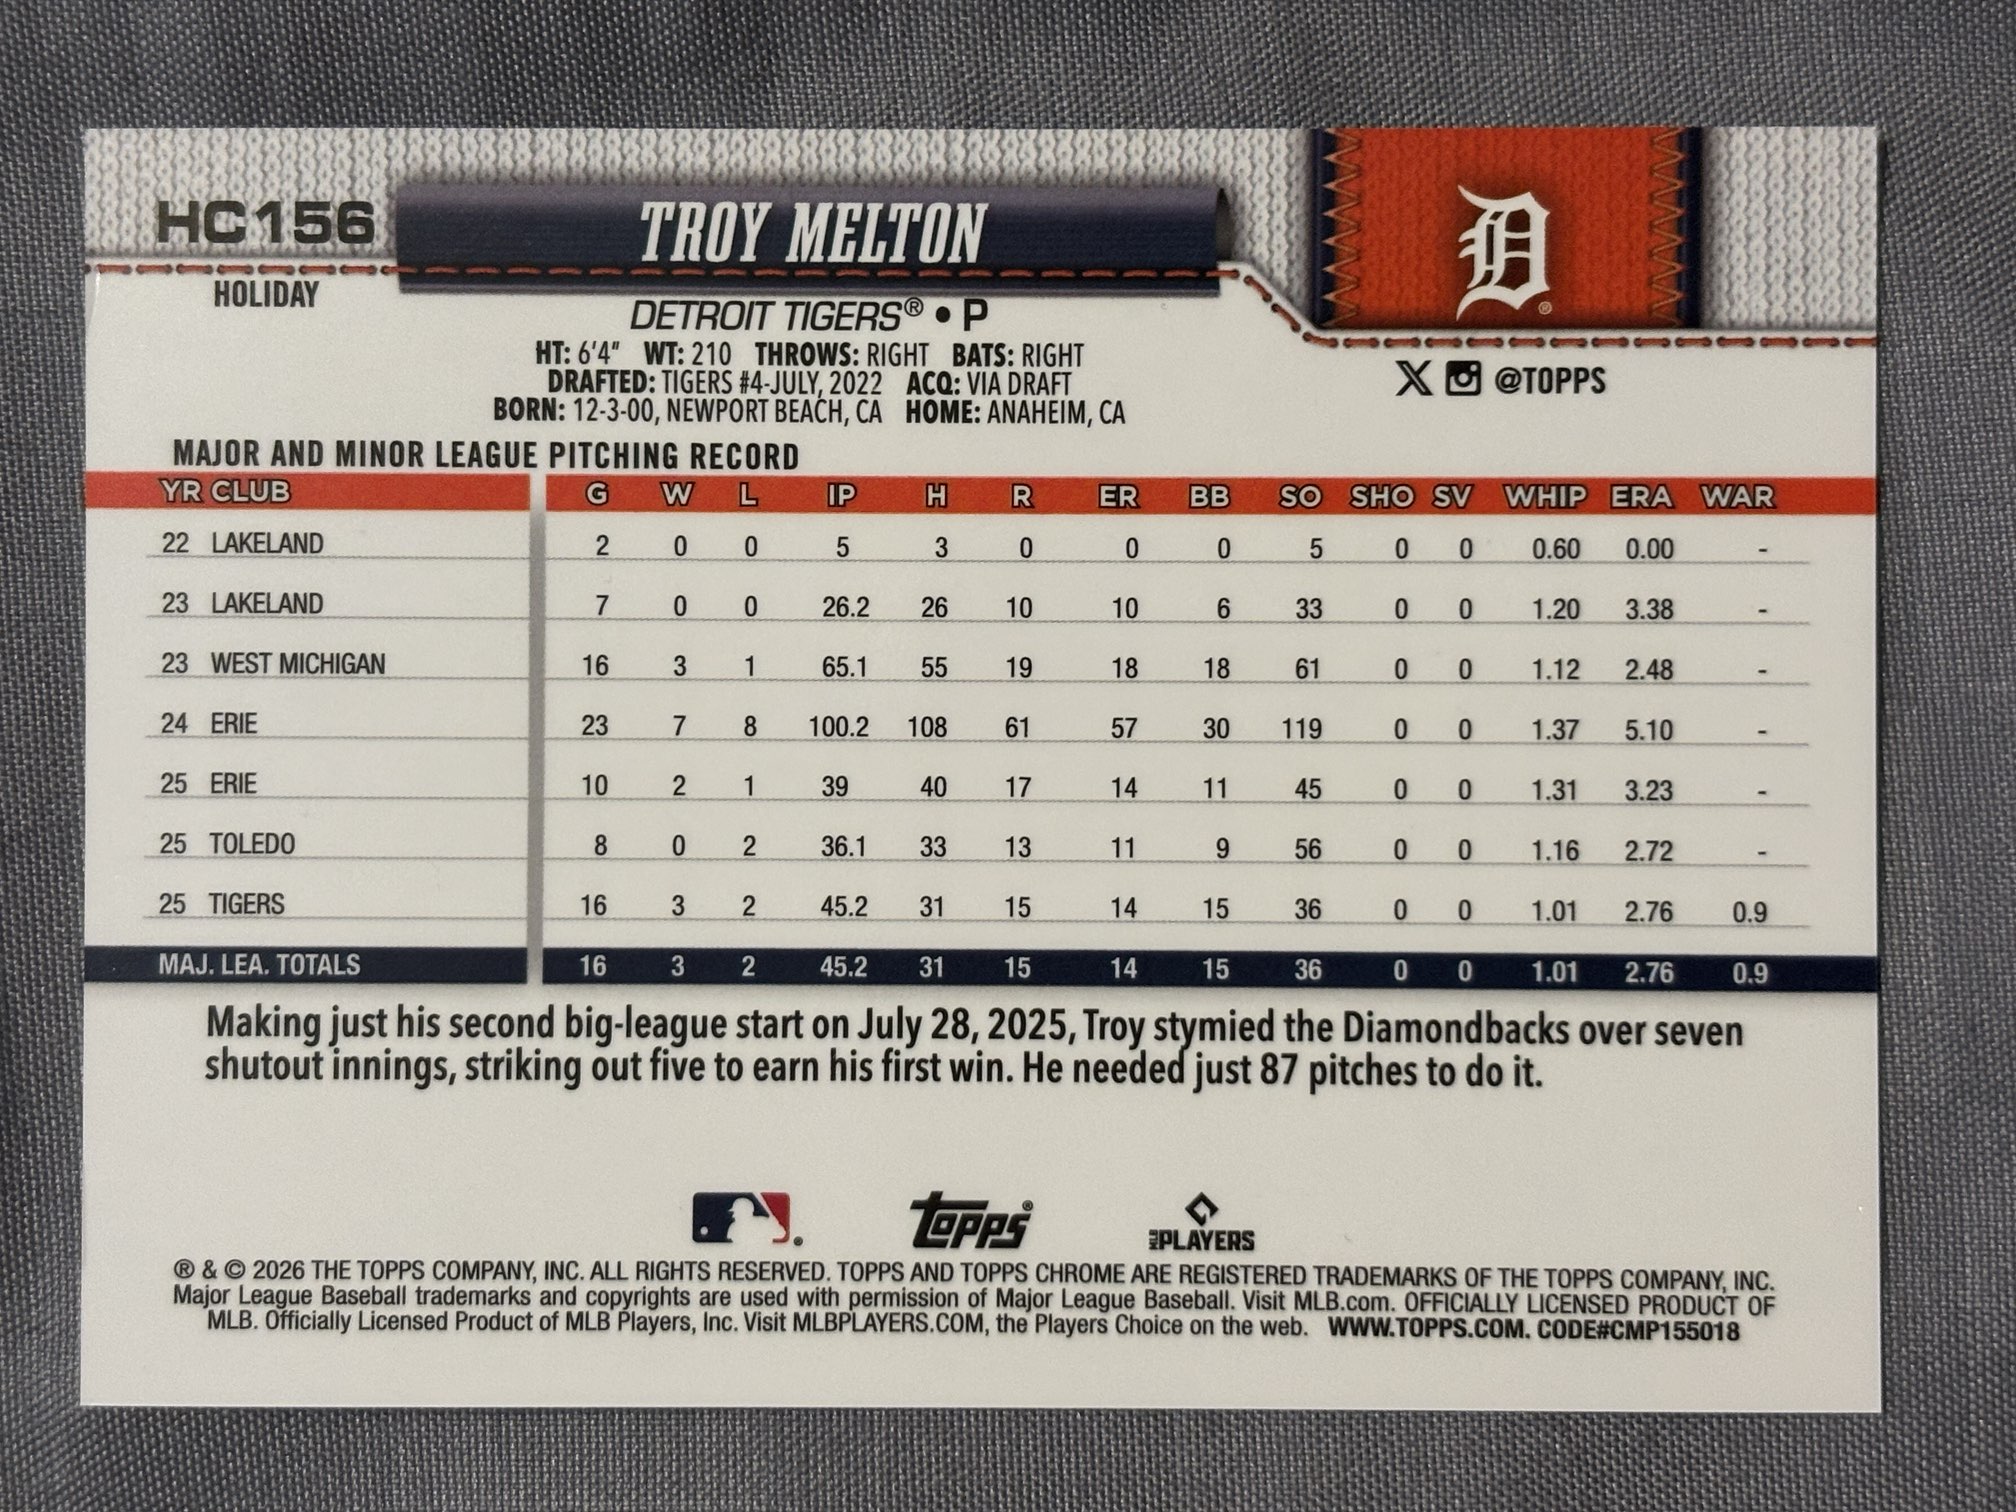 HC156
TROY MELTON
HOLIDAY
D
DETROIT TIGERS® • P
HT: 6'4" WT: 210 THROWS: RIGHT BATS: RIGHT
DRAFTED: TIGERS #4-JULY, 2022 ACQ: VIA DRAFT
BORN: 12-3-00, NEWPORT BEACH, CA HOME: ANAHEIM, CA
X @TOPPS
MAJOR AND MINOR LEAGUE PITCHING RECORD
YR CLUB G W L IP H R ER BB SO SHO SV WHIP ERA WAR
22 LAKELAND 2 0 0 5 3 0 0 0 5 0 0 0.60 0.00 -
23 LAKELAND 7 0 0 26.2 26 10 10 6 33 0 0 1.20 3.38 -
23 WEST MICHIGAN 16 3 1 65.1 55 19 18 18 61 0 0 1.12 2.48 -
24 ERIE 23 7 8 100.2 108 61 57 30 119 0 0 1.37 5.10 -
25 ERIE 10 2 1 39 40 17 14 11 45 0 0 1.31 3.23 -
25 TOLEDO 8 0 2 36.1 33 13 11 9 56 0 0 1.16 2.72 -
25 TIGERS 16 3 2 45.2 31 15 14 15 36 0 0 1.01 2.76 0.9
MAJ. LEA. TOTALS 16 3 2 45.2 31 15 14 15 36 0 0 1.01 2.76 0.9
Making just his second big-league start on July 28, 2025, Troy stymied the Diamondbacks over seven
shutout innings, striking out five to earn his first win. He needed just 87 pitches to do it.
topps®
MLB PLAYERS
® & © 2026 THE TOPPS COMPANY, INC. ALL RIGHTS RESERVED. TOPPS AND TOPPS CHROME ARE REGISTERED TRADEMARKS OF THE TOPPS COMPANY, INC.
Major League Baseball trademarks and copyrights are used with permission of Major League Baseball. Visit MLB.com. OFFICIALLY LICENSED PRODUCT OF
MLB. Officially Licensed Product of MLB Players, Inc. Visit MLBPLAYERS.COM, the Players Choice on the web. WWW.TOPPS.COM. CODE#CMP155018